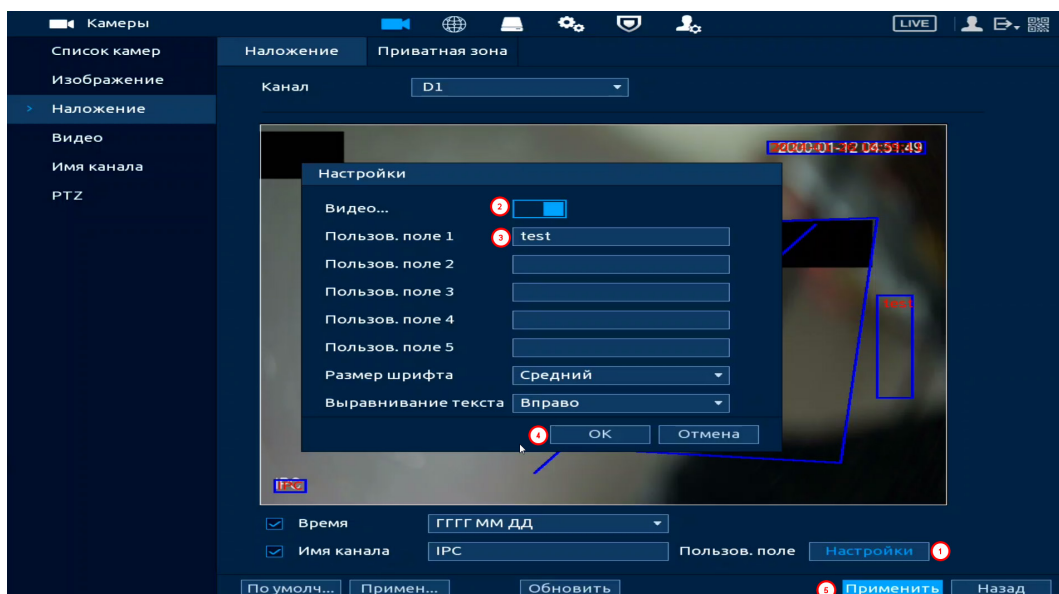 Камеры LIVE
Список камер
Изображение
Наложение
Видео
Имя канала
PTZ
Наложение Приватная зона
Канал D1
2000-01-12 04:51:49
Настройки
Видео... 2
Пользов. поле 1 3 test
Пользов. поле 2
Пользов. поле 3
Пользов. поле 4
Пользов. поле 5
Размер шрифта Средний
Выравнивание текста Вправо
4 OK Отмена
test
IPC
Время ГГГГ ММ ДД
Имя канала IPC Пользов. поле Настройки 1
По умолч... Примен... Обновить 5 Применить Назад